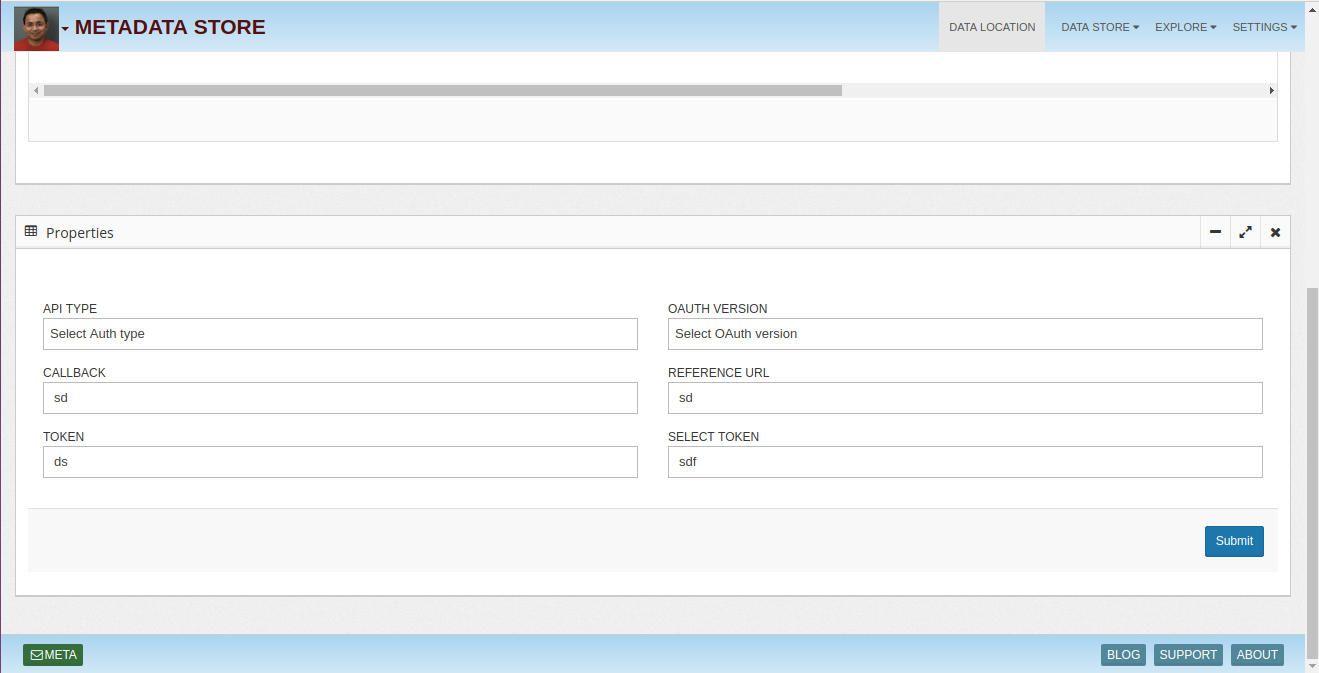 METADATA STORE
DATA LOCATION DATA STORE EXPLORE SETTINGS
Properties
API TYPE OAUTH VERSION
Select Auth type Select OAuth version
CALLBACK REFERENCE URL
sd sd
TOKEN SELECT TOKEN
ds sdf
Submit
META BLOG SUPPORT ABOUT